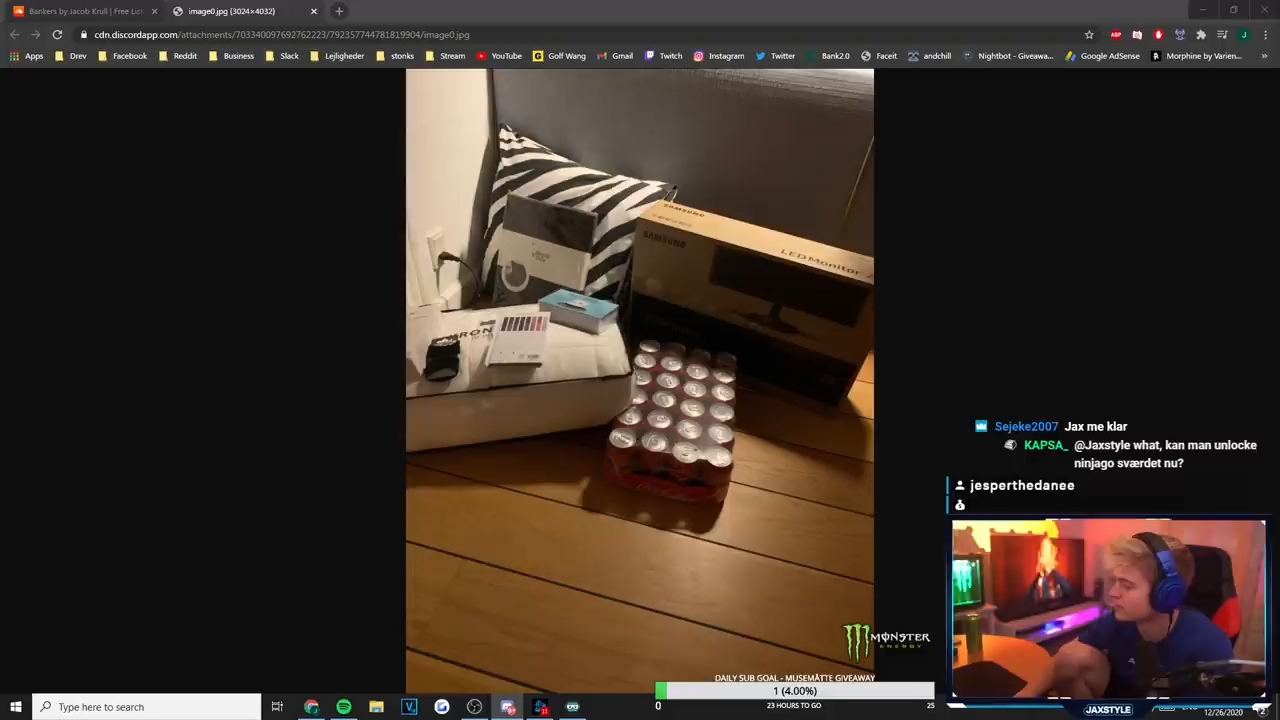 Bankers by Jacob Krull | Free List
image0.jpg (3024×4032)
cdn.discordapp.com/attachments/703340097692762223/792357744781819904/image0.jpg
Apps Drev Facebook Reddit Business Slack Lejligheder stonks Stream YouTube Golf Wang Gmail Twitch Instagram Twitter Bank2.0 Faceit andchill Nightbot - Giveawa... Google AdSense Morphine by Varien...
SAMSUNG
SAMSUNG
LED Monitor
Sejeke2007 Jax me klar
KAPSA_ @Jaxstyle what, kan man unlocke
ninjago sværdet nu?
jesperthedanee
MONSTER
ENERGY
DAILY SUB GOAL - MUSEMÅTTE GIVEAWAY
1 (4.00%)
0 23 HOURS TO GO 25
JAXSTYLE
Type here to search
12/26/2020